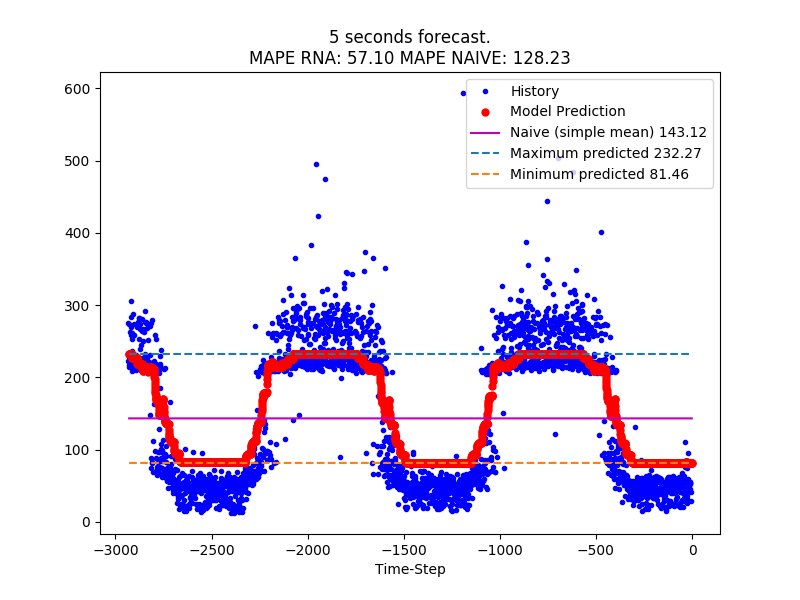 5 seconds forecast.
MAPE RNA: 57.10 MAPE NAIVE: 128.23
History
Model Prediction
Naive (simple mean) 143.12
Maximum predicted 232.27
Minimum predicted 81.46
600
500
400
300
200
100
0
−3000 −2500 −2000 −1500 −1000 −500 0
Time-Step